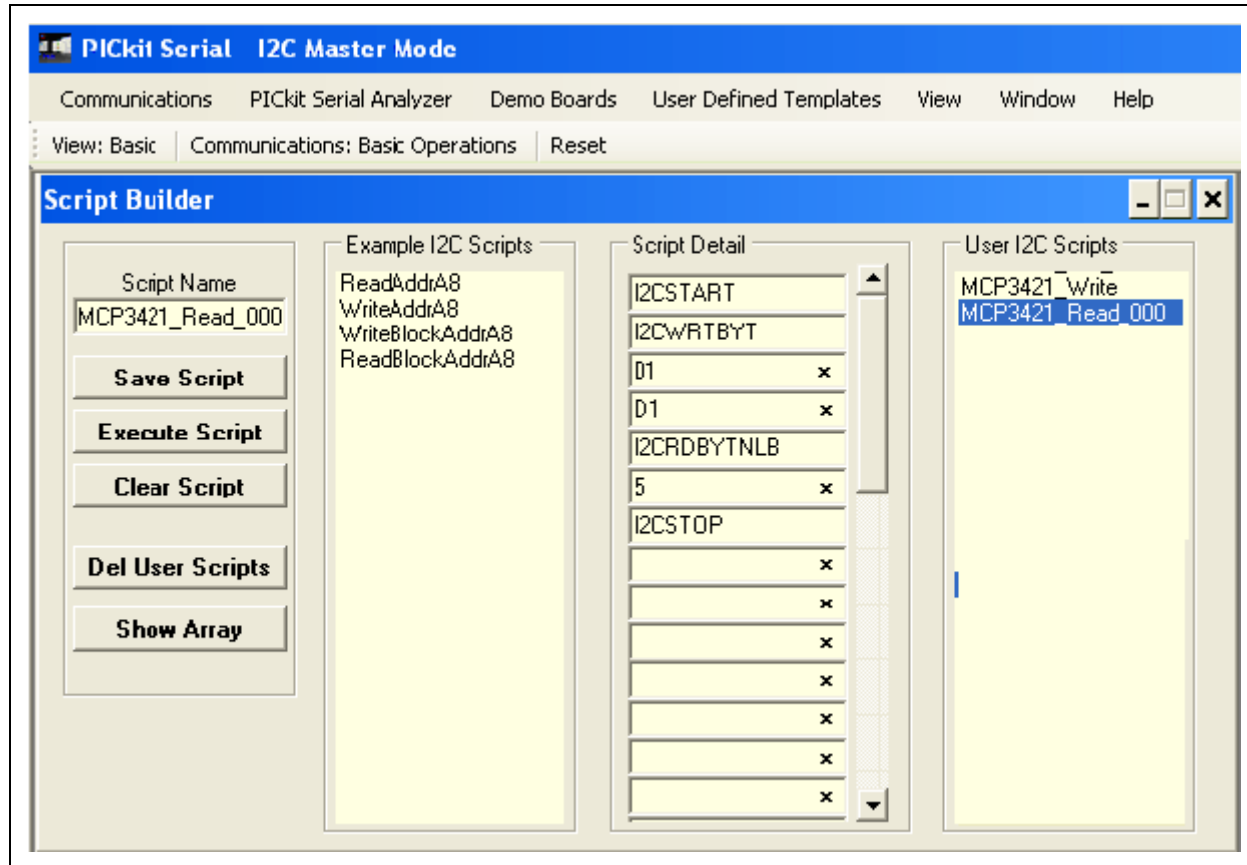 PICkit Serial I2C Master Mode
Communications PICkit Serial Analyzer Demo Boards User Defined Templates View Window Help
View: Basic Communications: Basic Operations Reset
Script Builder
Script Name
MCP3421_Read_000
Save Script
Execute Script
Clear Script
Del User Scripts
Show Array
Example I2C Scripts
ReadAddrA8
WriteAddrA8
WriteBlockAddrA8
ReadBlockAddrA8
Script Detail
I2CSTART
I2CWRTBYT
D1 x
D1 x
I2CRDBYTNLB
5 x
I2CSTOP
x
x
x
x
x
x
x
User I2C Scripts
MCP3421_Write
MCP3421_Read_000